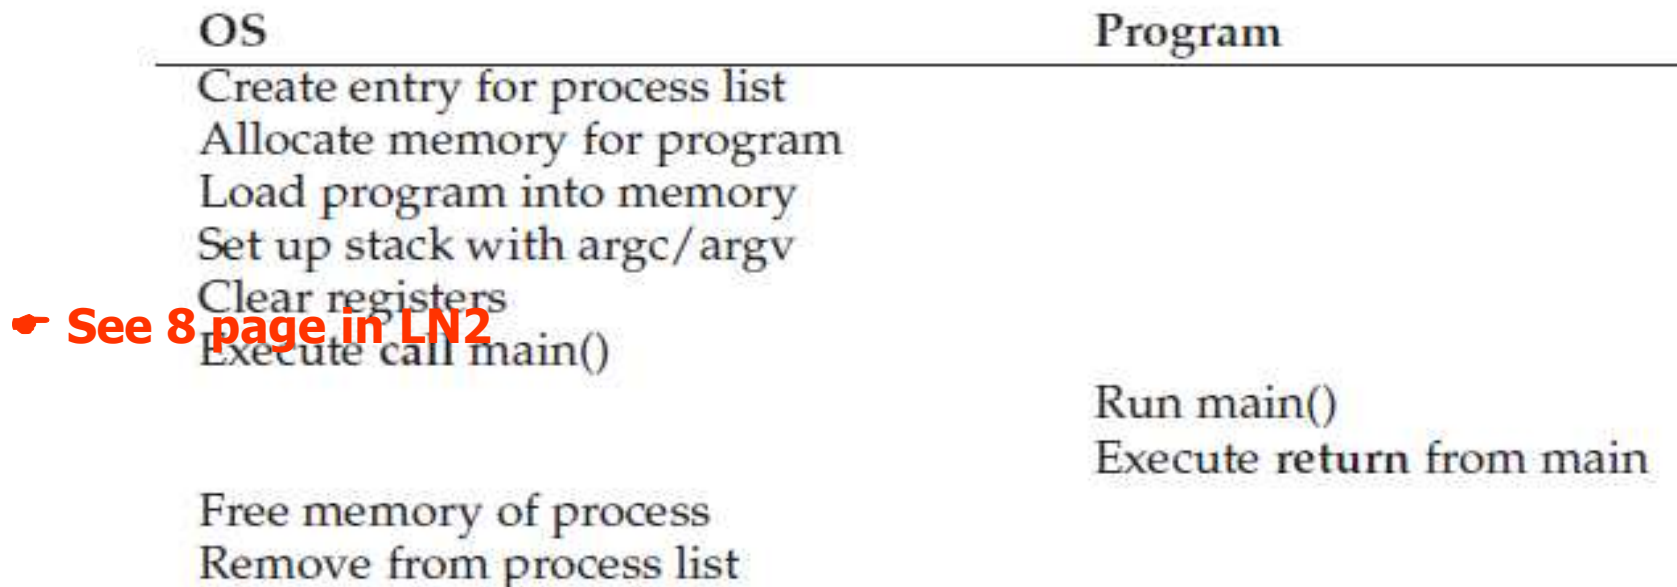 OS Program
Create entry for process list
Allocate memory for program
Load program into memory
Set up stack with argc/argv
Clear registers
☛ See 8 page in LN2
Execute call main()
Run main()
Execute return from main
Free memory of process
Remove from process list